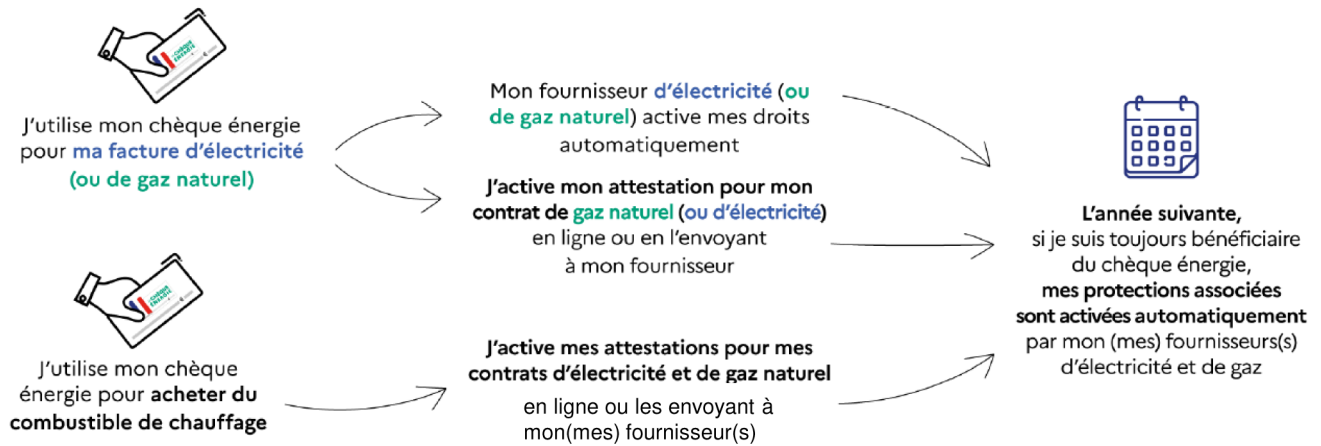 CHÈQUE
ÉNERGIE
J'utilise mon chèque énergie
pour ma facture d'électricité
(ou de gaz naturel)
Mon fournisseur d'électricité (ou
de gaz naturel) active mes droits
automatiquement
J'active mon attestation pour mon
contrat de gaz naturel (ou d'électricité)
en ligne ou en l'envoyant
à mon fournisseur
CHÈQUE
ÉNERGIE
J'utilise mon chèque
énergie pour acheter du
combustible de chauffage
J'active mes attestations pour mes
contrats d'électricité et de gaz naturel
en ligne ou les envoyant à
mon(mes) fournisseur(s)
L'année suivante,
si je suis toujours bénéficiaire
du chèque énergie,
mes protections associées
sont activées automatiquement
par mon (mes) fournisseurs(s)
d'électricité et de gaz